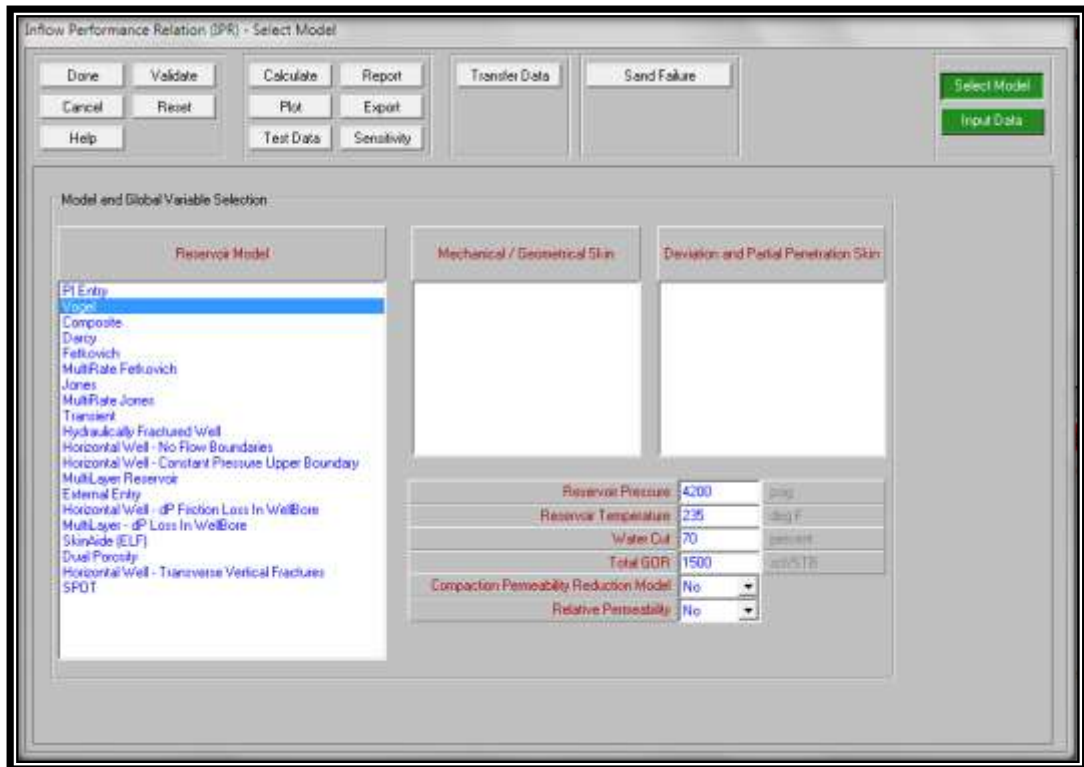 Inflow Performance Relation (IPR) - Select Model
Done Validate Calculate Report Transfer Data Sand Failure Select Model
Cancel Reset Plot Export Input Data
Help Test Data Sensitivity
Model and Global Variable Selection
Reservoir Model Mechanical / Geometrical Skin Deviation and Partial Penetration Skin
PI Entry
Vogel
Composite
Darcy
Fetkovich
MultiRate Fetkovich
Jones
MultiRate Jones
Transient
Hydraulically Fractured Well
Horizontal Well - No Flow Boundaries
Horizontal Well - Constant Pressure Upper Boundary
MultiLayer Reservoir
External Entry
Horizontal Well - dP Friction Loss In WellBore
MultiLayer - dP Loss In WellBore
SkinAide (ELF)
Dual Porosity
Horizontal Well - Transverse Vertical Fractures
SPOT
Reservoir Pressure 4200 psig
Reservoir Temperature 235 deg F
Water Cut 70 percent
Total GOR 1500 scf/STB
Compaction Permeability Reduction Model No
Relative Permeability No